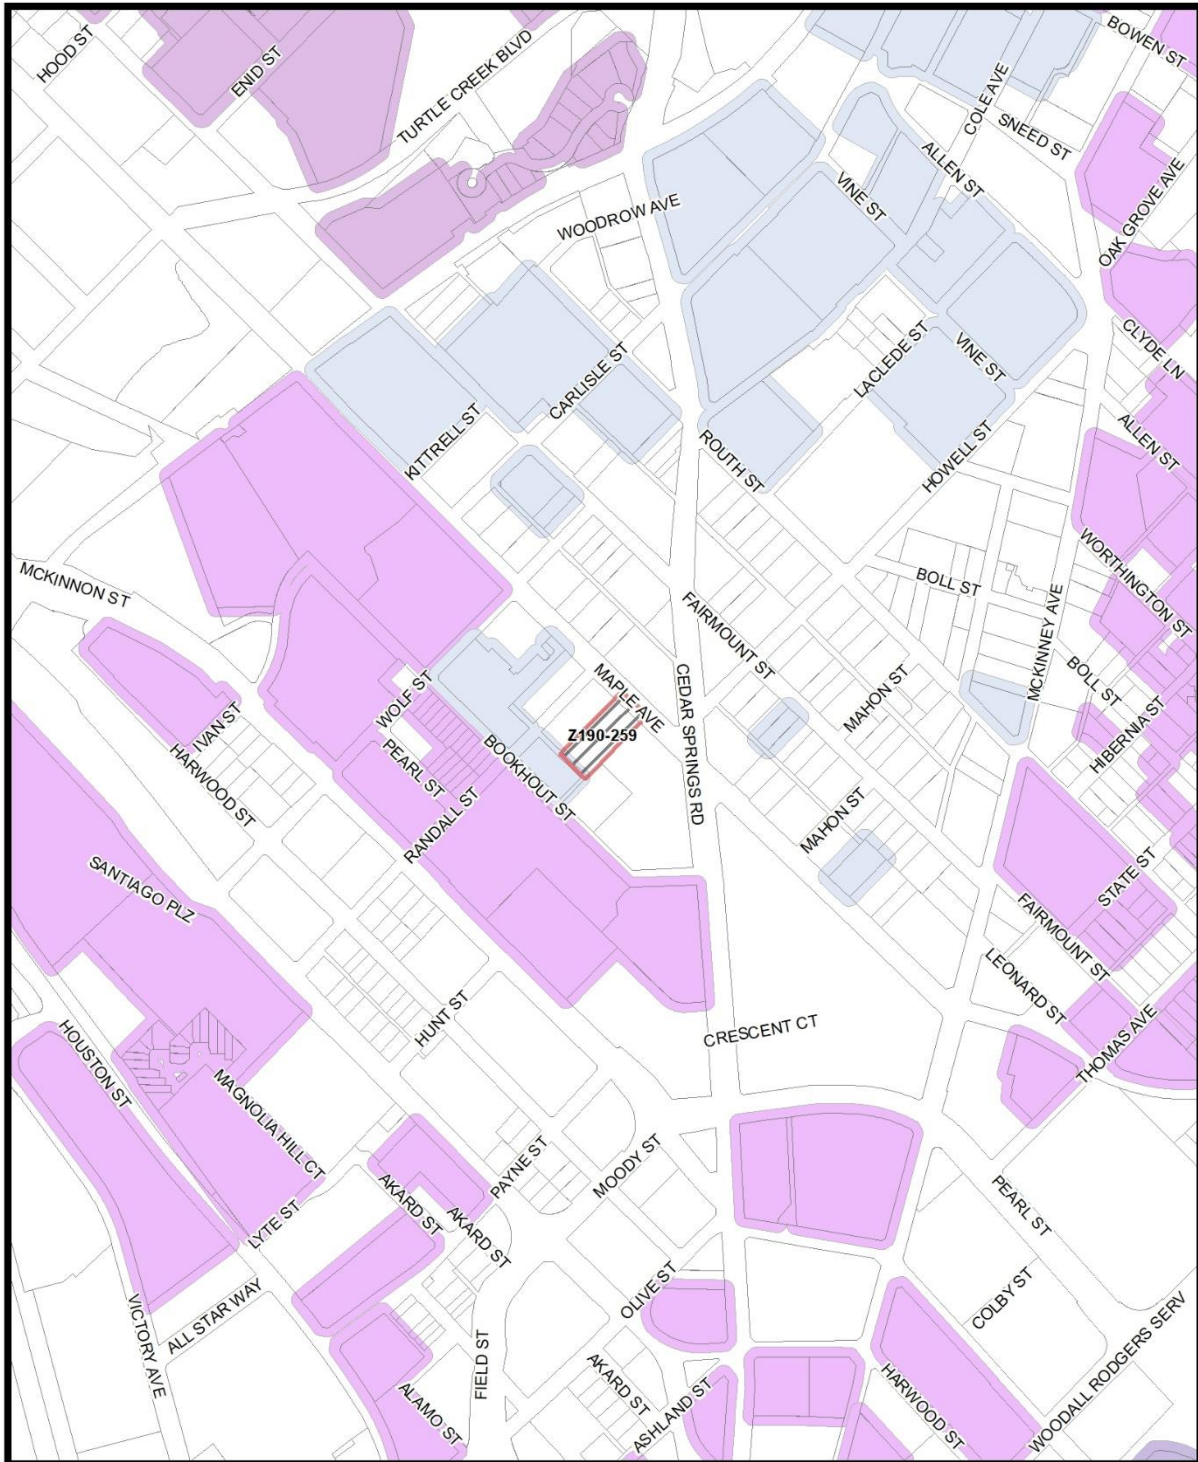 HOOD ST
ENID ST
TURTLE CREEK BLVD
BOWEN ST
COLE AVE
SNEED ST
ALLEN ST
OAK GROVE AVE
VINE ST
WOODROW AVE
CLYDE LN
LACLEDE ST
VINE ST
CARLISLE ST
KITTRELL ST
ROUTH ST
HOWELL ST
ALLEN ST
WORTHINGTON ST
MCKINNON ST
BOLL ST
FAIRMOUNT ST
MCKINNEY AVE
BOLL ST
MAPLE AVE
CEDAR SPRINGS RD
MAHON ST
HIBERNIA ST
WOLF ST
IVAN ST
Z190-259
HARWOOD ST
PEARL ST
BOOKHOUT ST
RANDALL ST
MAHON ST
STATE ST
SANTIAGO PLZ
FAIRMOUNT ST
LEONARD ST
HUNT ST
CRESCENT CT
THOMAS AVE
HOUSTON ST
MAGNOLIA HILL CT
PAYNE ST
MOODY ST
AKARD ST
AKARD ST
LYTE ST
PEARL ST
OLIVE ST
COLBY ST
ALL STAR WAY
VICTORY AVE
FIELD ST
AKARD ST
ALAMO ST
ASHLAND ST
HARWOOD ST
WOODALL RODGERS SERV